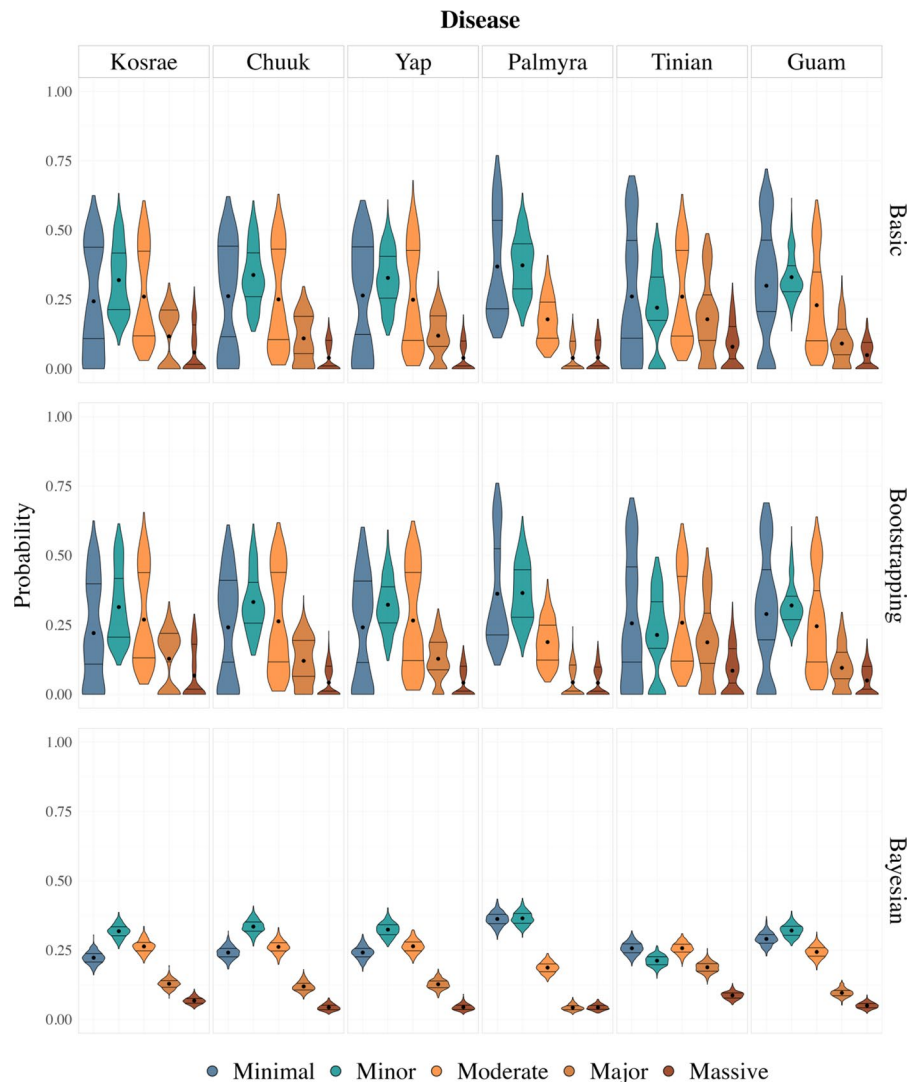 Disease
Kosrae Chuuk Yap Palmyra Tinian Guam
1.00
0.75
0.50
0.25
0.00
Basic
1.00
0.75
0.50
0.25
0.00
Bootstrapping
Probability
1.00
0.75
0.50
0.25
0.00
Bayesian
Minimal Minor Moderate Major Massive